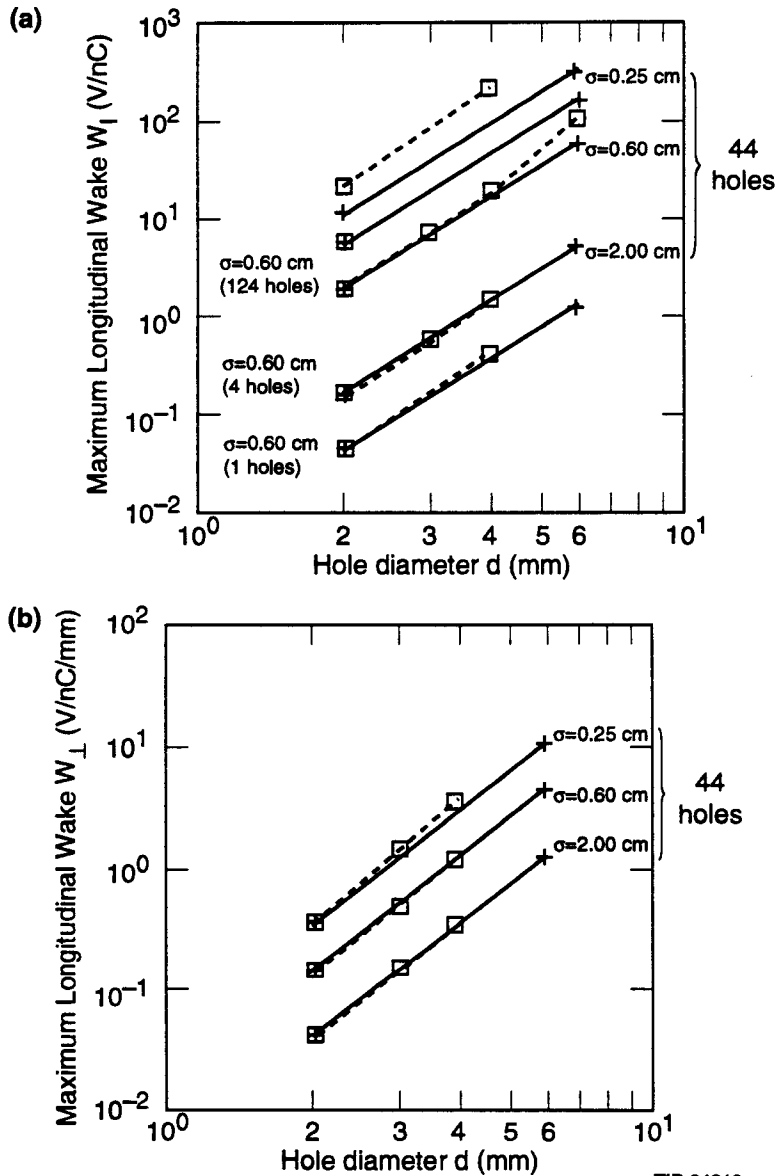 (a)
Maximum Longitudinal Wake W∥ (V/nC)
10³
10²
10¹
10⁰
10⁻¹
10⁻²
σ=0.25 cm
σ=0.60 cm
σ=2.00 cm
44
holes
σ=0.60 cm
(124 holes)
σ=0.60 cm
(4 holes)
σ=0.60 cm
(1 holes)
10⁰ 2 3 4 5 6 10¹
Hole diameter d (mm)
(b)
Maximum Longitudinal Wake W⊥ (V/nC/mm)
10²
10¹
10⁰
10⁻¹
10⁻²
σ=0.25 cm
σ=0.60 cm
σ=2.00 cm
44
holes
10⁰ 2 3 4 5 6 10¹
Hole diameter d (mm)